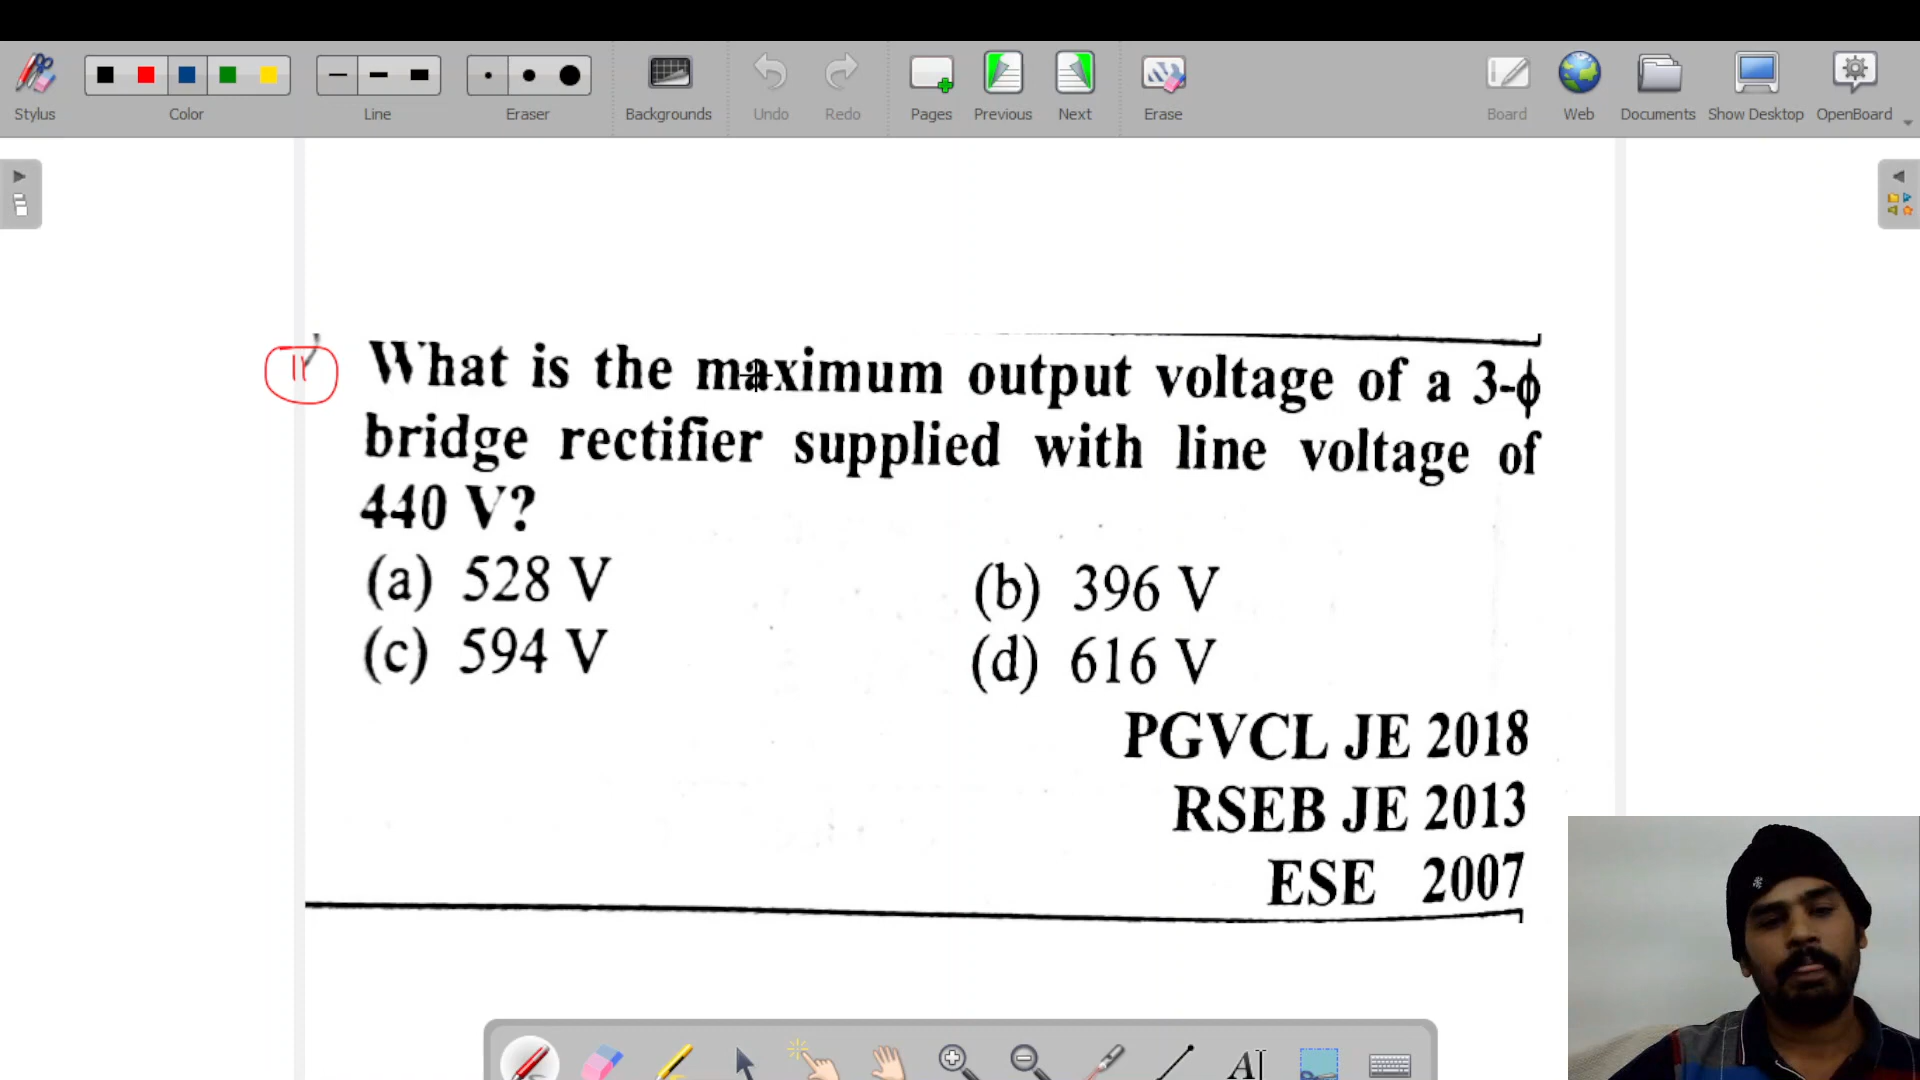 Stylus Color Line Eraser Backgrounds Undo Redo Pages Previous Next Erase Board Web Documents Show Desktop OpenBoard
11 What is the maximum output voltage of a 3-ϕ
bridge rectifier supplied with line voltage of
440 V?
(a) 528 V (b) 396 V
(c) 594 V (d) 616 V
PGVCL JE 2018
RSEB JE 2013
ESE 2007
A